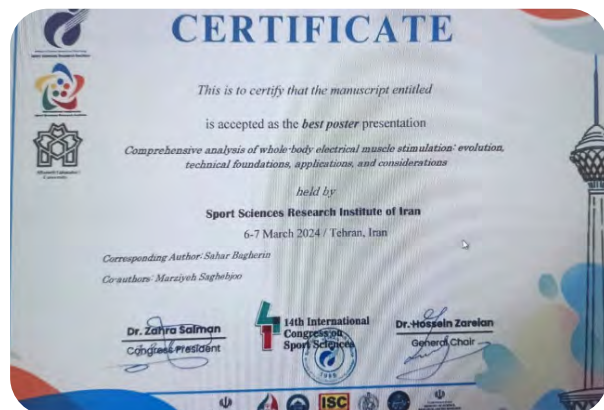 CERTIFICATE
This is to certify that the manuscript entitled
is accepted as the best poster presentation
Comprehensive analysis of whole-body electrical muscle stimulation: evolution,
technical foundations, applications, and considerations
held by
Sport Sciences Research Institute of Iran
6-7 March 2024 / Tehran, Iran
Corresponding Author: Sahar Bagherin
Co-authors: Marziyeh Saghebjoo
Dr. Zahra Salman
Congress President
14th International
Congress on
Sport Sciences
Dr. Hossein Zareian
General Chair
ISC